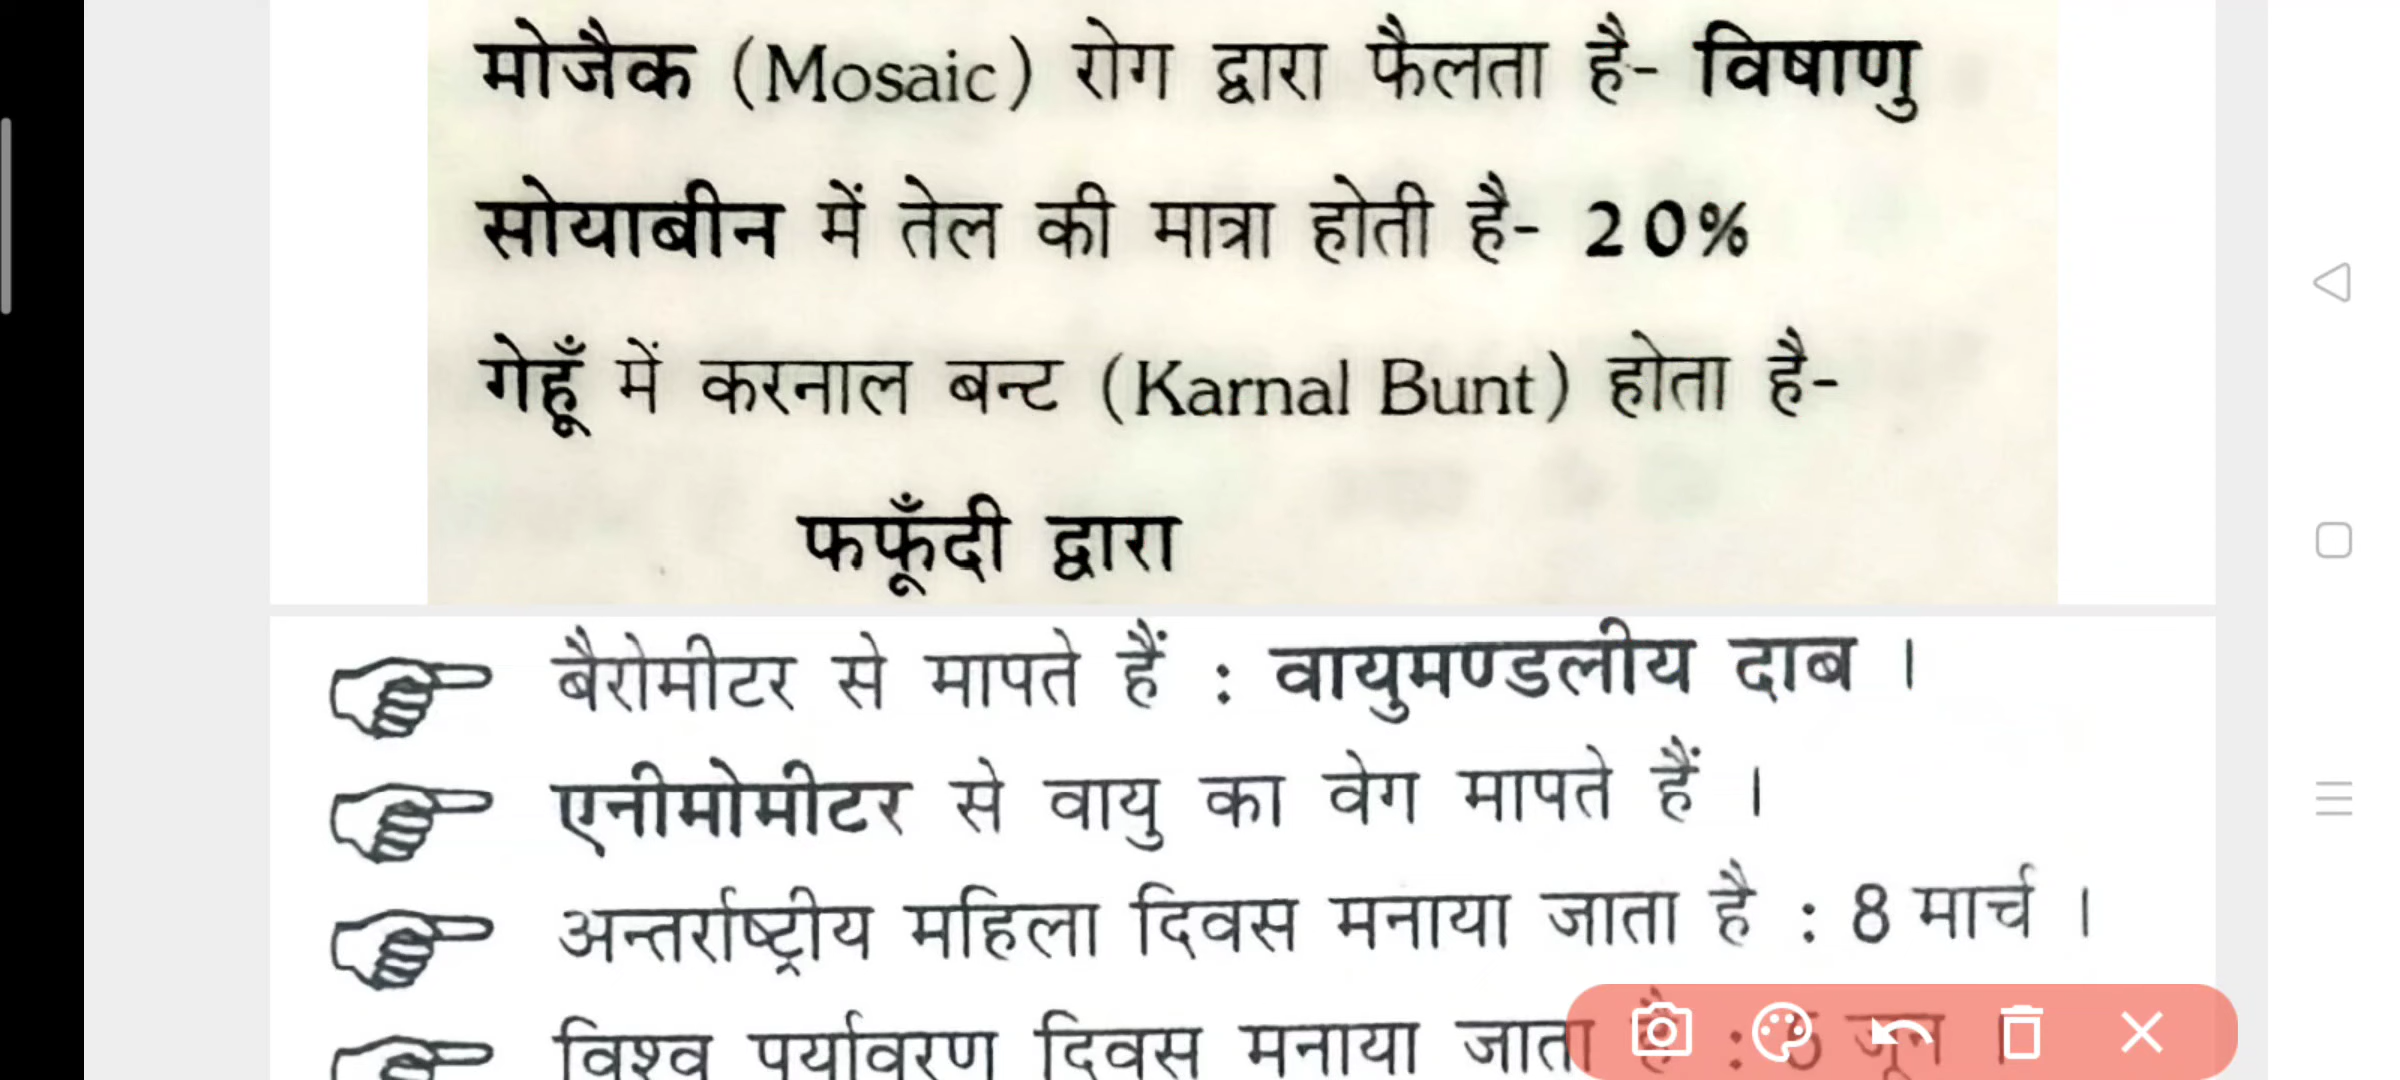 मोजैक (Mosaic) रोग द्वारा फैलता है- विषाणु
सोयाबीन में तेल की मात्रा होती है- 20%
गेहूँ में करनाल बन्ट (Karnal Bunt) होता है-
फफूँदी द्वारा
बैरोमीटर से मापते हैं : वायुमण्डलीय दाब ।
एनीमोमीटर से वायु का वेग मापते हैं ।
अन्तर्राष्ट्रीय महिला दिवस मनाया जाता है : 8 मार्च ।
विश्व पर्यावरण दिवस मनाया जाता है : 5 जून ।